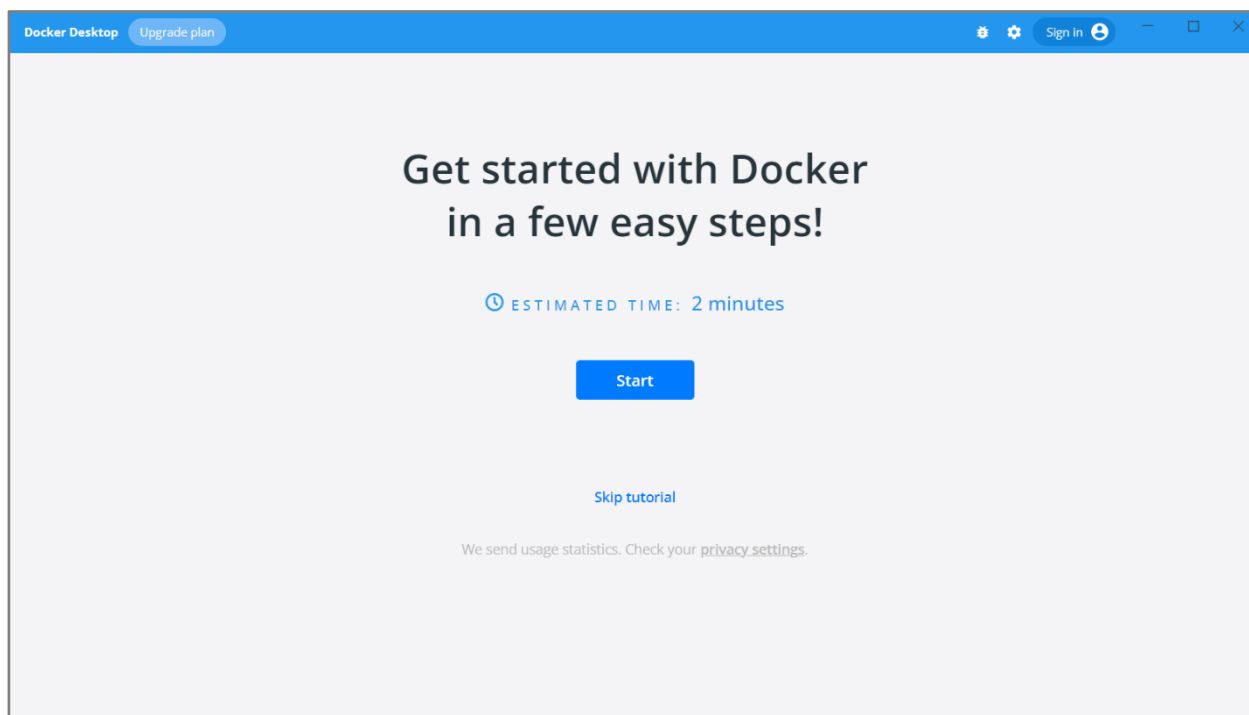 Docker Desktop Upgrade plan Sign in
Get started with Docker
in a few easy steps!
ESTIMATED TIME: 2 minutes
Start
Skip tutorial
We send usage statistics. Check your privacy settings.